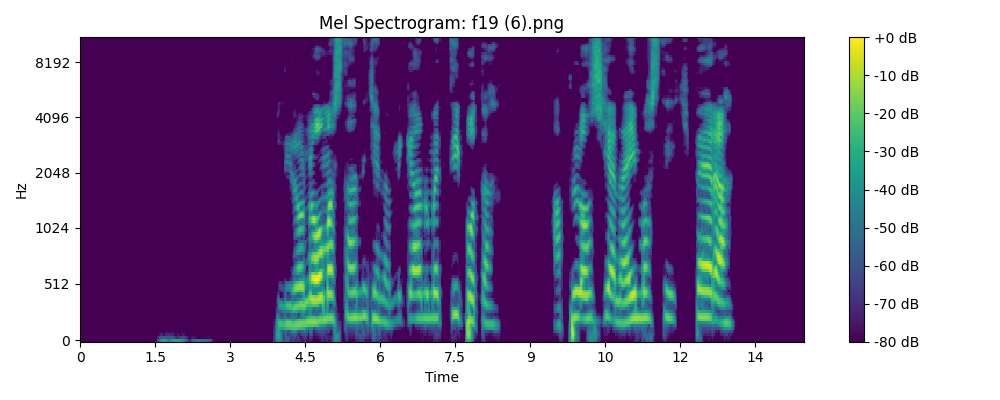 Mel Spectrogram: f19 (6).png
+0 dB
8192
-10 dB
4096
-20 dB
-30 dB
2048
Hz
-40 dB
1024
-50 dB
512
-60 dB
-70 dB
0
-80 dB
0 1.5 3 4.5 6 7.5 9 10 12 14
Time